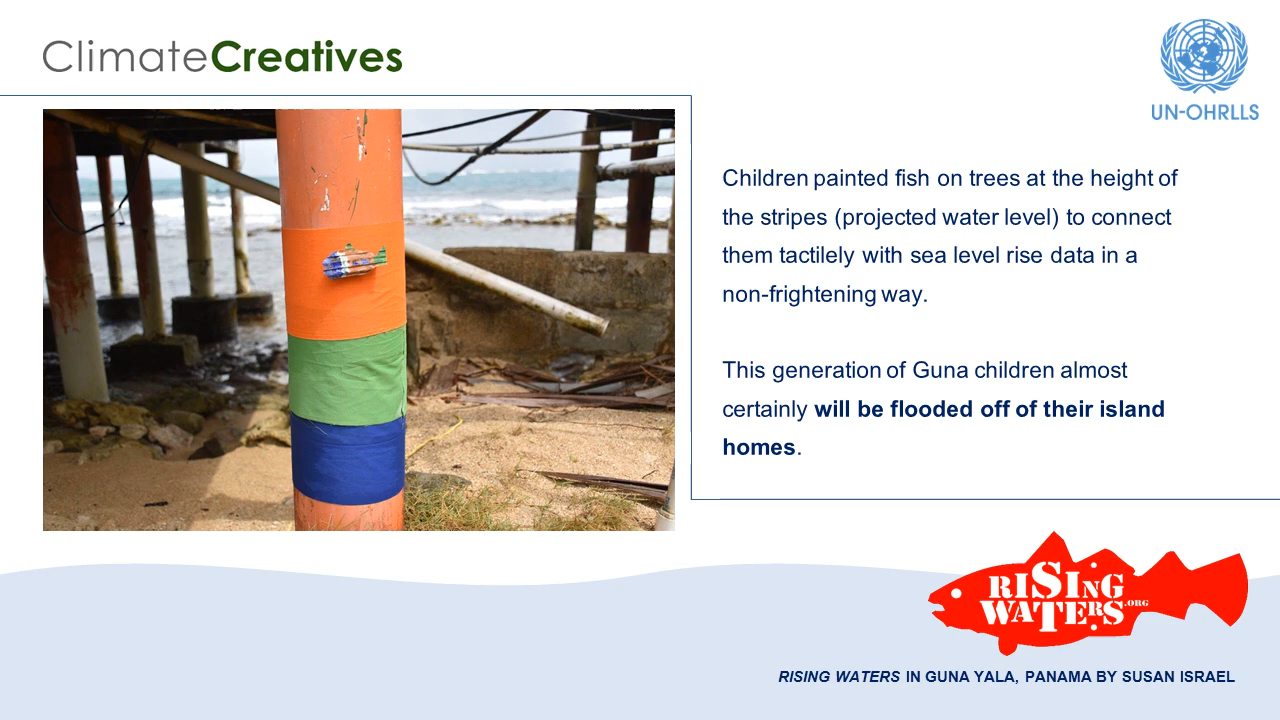 ClimateCreatives
UN-OHRLLS
Children painted fish on trees at the height of
the stripes (projected water level) to connect
them tactilely with sea level rise data in a
non-frightening way.
This generation of Guna children almost
certainly will be flooded off of their island
homes.
RISING
WATERS.ORG
RISING WATERS IN GUNA YALA, PANAMA BY SUSAN ISRAEL